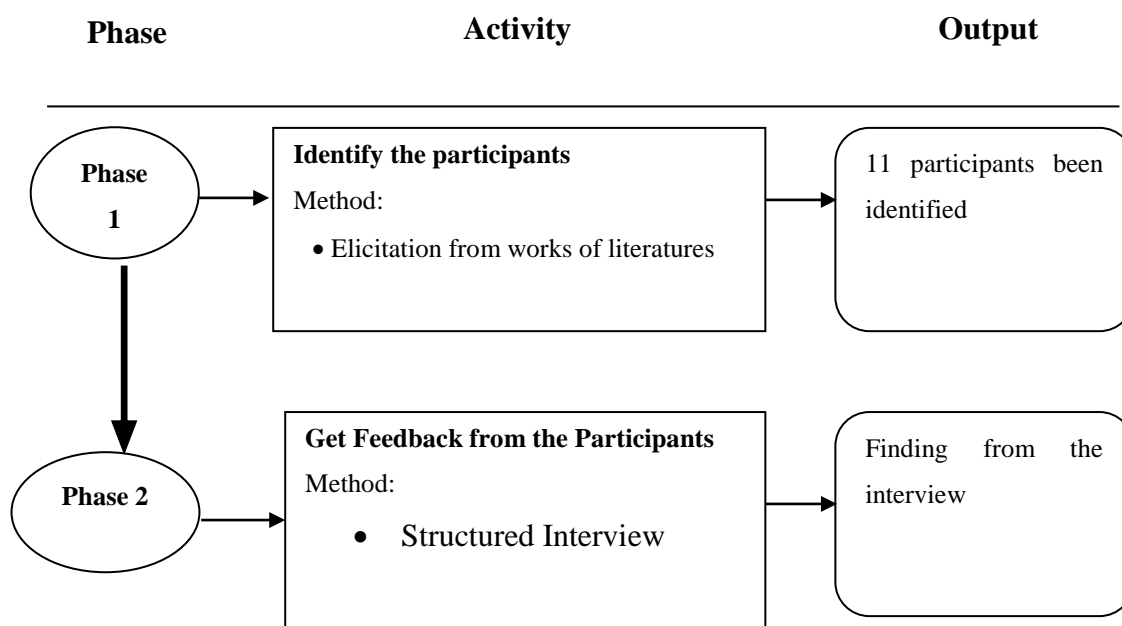 Phase
Activity
Output
Phase
1
Identify the participants
Method:
• Elicitation from works of literatures
11 participants been
identified
Phase 2
Get Feedback from the Participants
Method:
• Structured Interview
Finding from the
interview